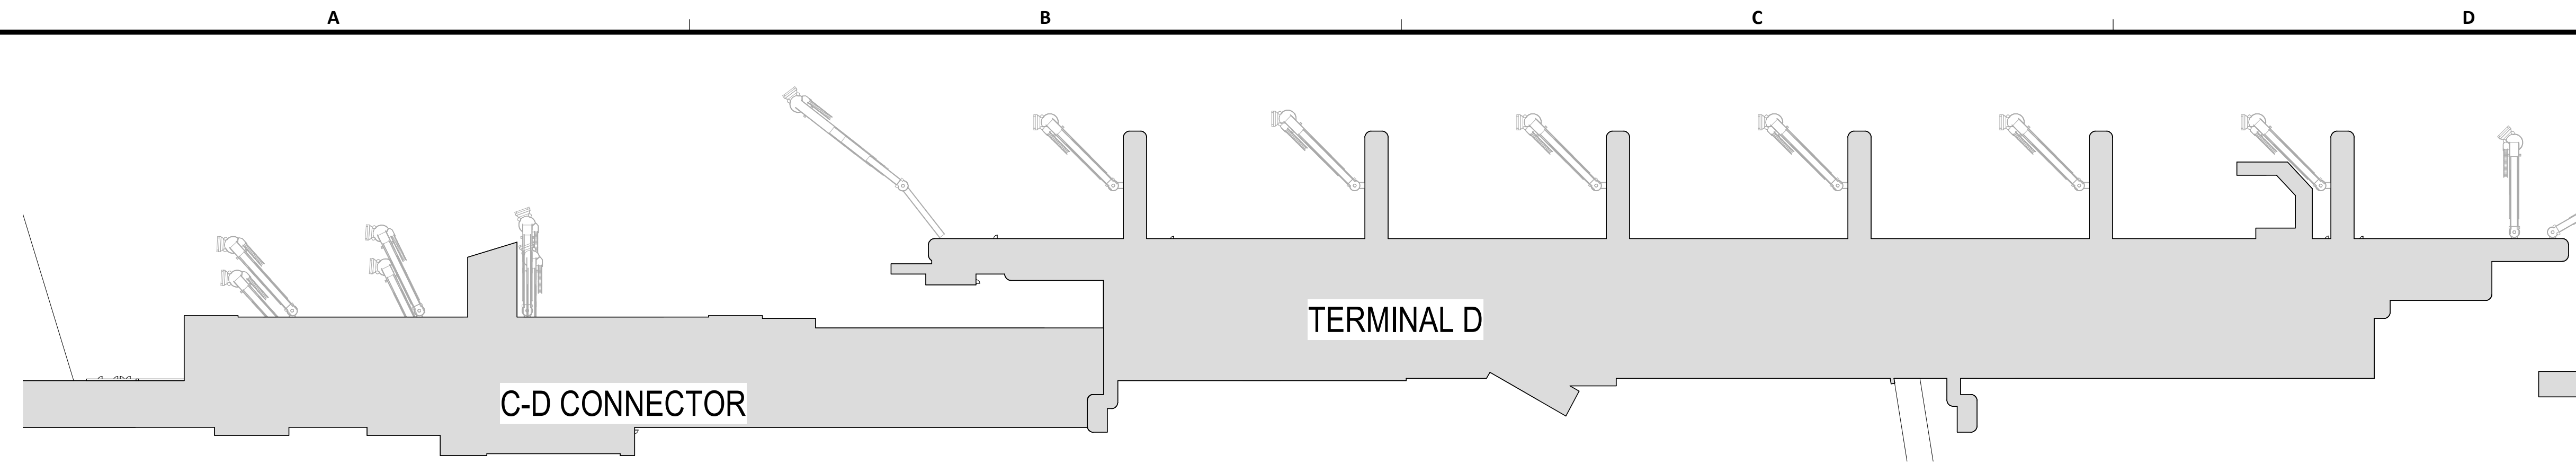 A B C D
TERMINAL D
C-D CONNECTOR